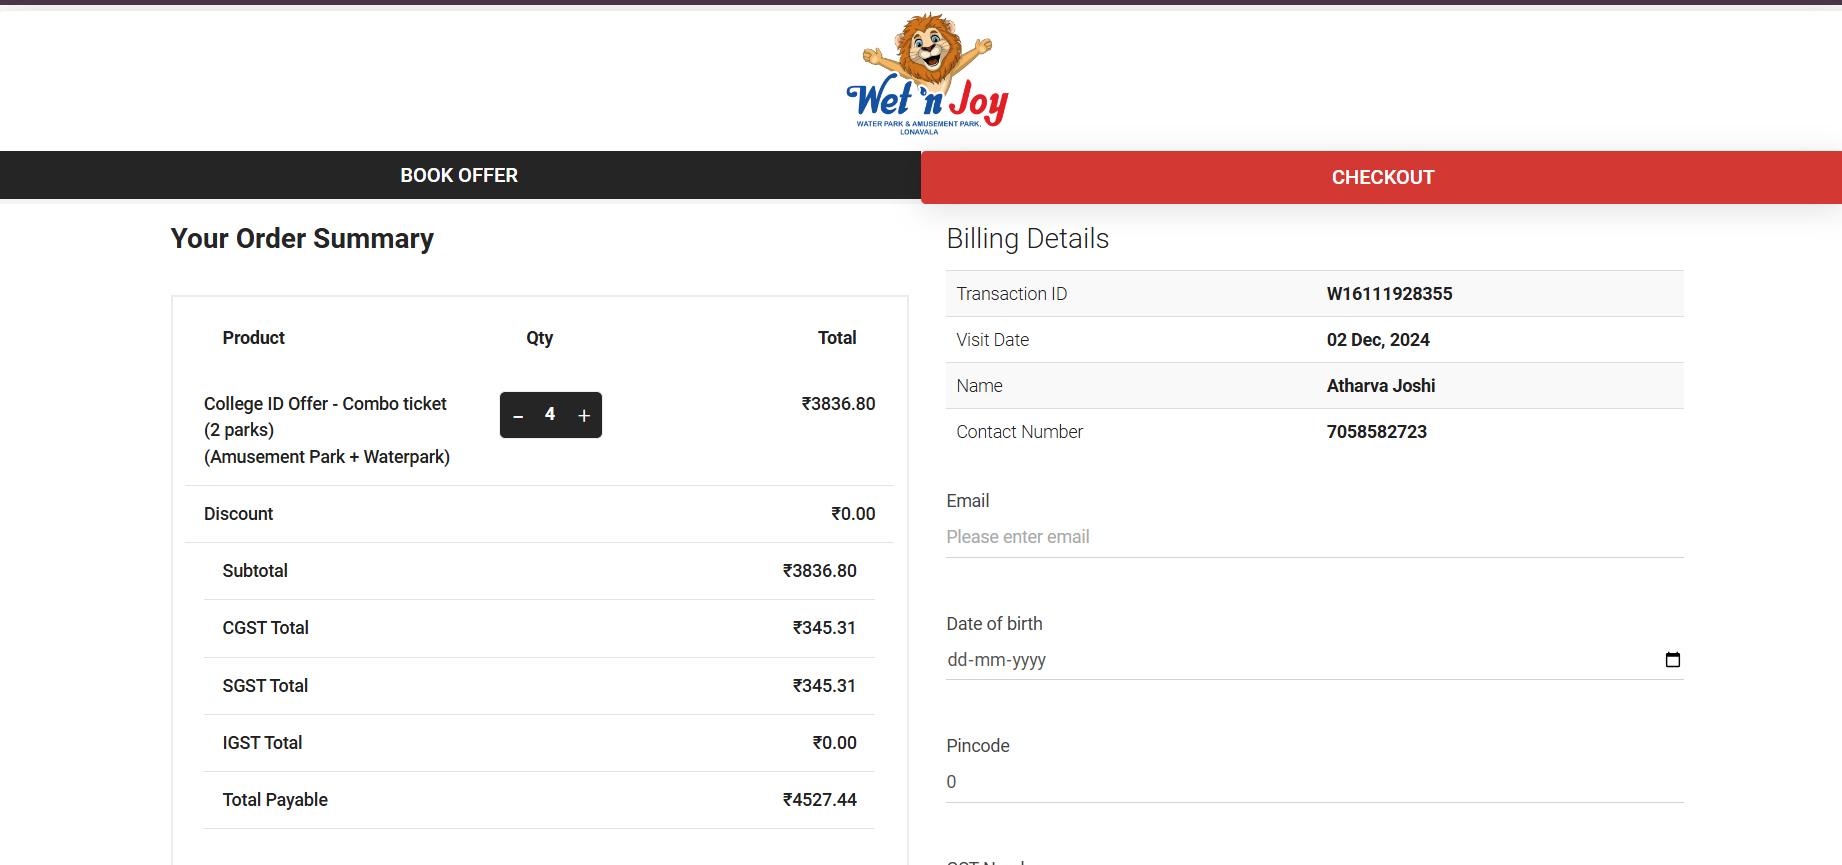 Wet 'n Joy
WATER PARK & AMUSEMENT PARK,
LONAVALA
BOOK OFFER
CHECKOUT
Your Order Summary
Product Qty Total
College ID Offer - Combo ticket
(2 parks)
(Amusement Park + Waterpark)
– 4 +
₹3836.80
Discount ₹0.00
Subtotal ₹3836.80
CGST Total ₹345.31
SGST Total ₹345.31
IGST Total ₹0.00
Total Payable ₹4527.44
Billing Details
Transaction ID W16111928355
Visit Date 02 Dec, 2024
Name Atharva Joshi
Contact Number 7058582723
Email
Please enter email
Date of birth
dd-mm-yyyy
Pincode
0